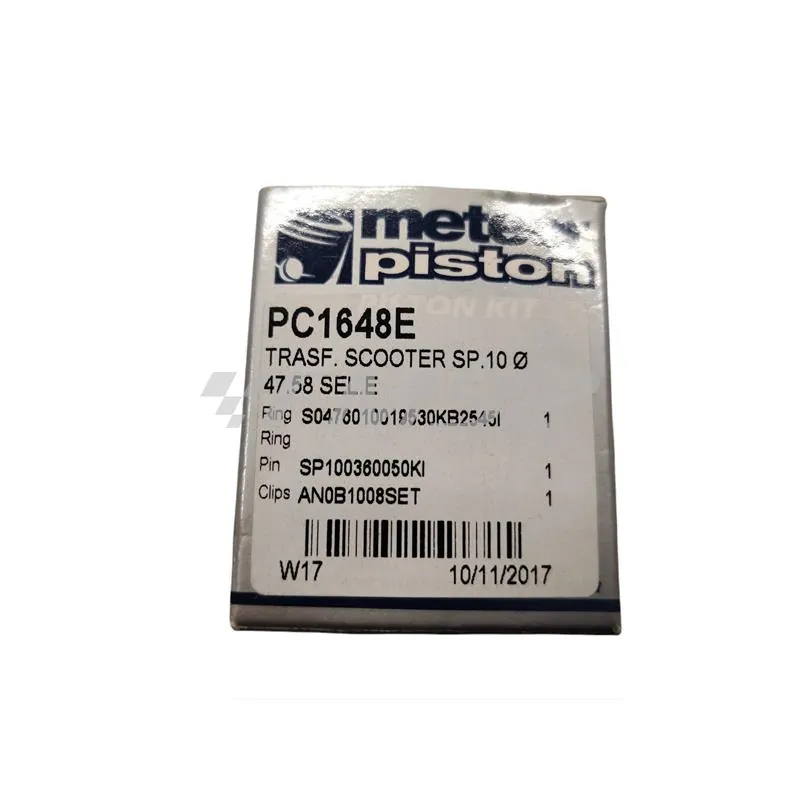 meteor
piston
PISTON KIT
PC1648E
TRASF. SCOOTER SP.10 Ø
47.58 SEL.E
Ring S0476010019530KB2545I 1
Ring
Pin SP100360050KI 1
Clips AN0B1008SET 1
W17 10/11/2017